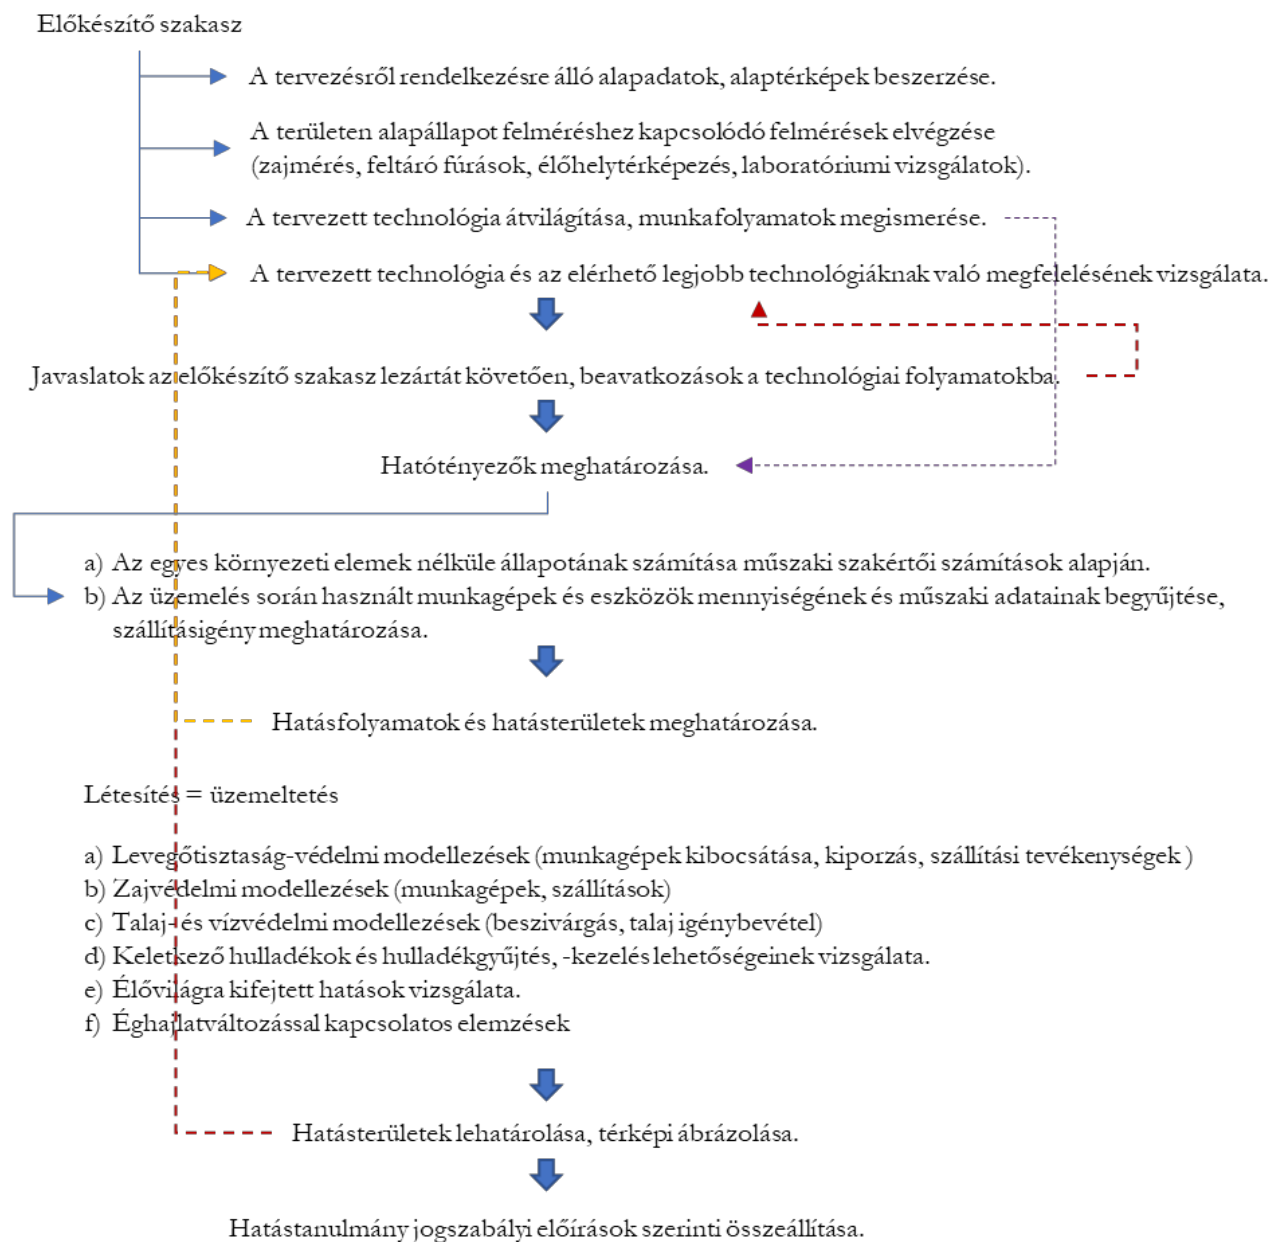 Előkészítő szakasz
A tervezésről rendelkezésre álló alapadatok, alaptérképek beszerzése.
A területen alapállapot felméréshez kapcsolódó felmérések elvégzése
(zajmérés, feltáró fúrások, élőhelytérképezés, laboratóriumi vizsgálatok).
A tervezett technológia átvilágítása, munkafolyamatok megismerése.
A tervezett technológia és az elérhető legjobb technológiáknak való megfelelésének vizsgálata.
Javaslatok az előkészítő szakasz lezártát követően, beavatkozások a technológiai folyamatokba.
Hatótényezők meghatározása.
a) Az egyes környezeti elemek nélküle állapotának számítása műszaki szakértői számítások alapján.
b) Az üzemelés során használt munkagépek és eszközök mennyiségének és műszaki adatainak begyűjtése,
szállításigény meghatározása.
Hatásfolyamatok és hatásterületek meghatározása.
Létesítés = üzemeltetés
a) Levegőtisztaság-védelmi modellezések (munkagépek kibocsátása, kiporzás, szállítási tevékenységek )
b) Zajvédelmi modellezések (munkagépek, szállítások)
c) Talaj- és vízvédelmi modellezések (beszivárgás, talaj igénybevétel)
d) Keletkező hulladékok és hulladékgyűjtés, -kezelés lehetőségeinek vizsgálata.
e) Élővilágra kifejtett hatások vizsgálata.
f) Éghajlatváltozással kapcsolatos elemzések
Hatásterületek lehatárolása, térképi ábrázolása.
Hatástanulmány jogszabályi előírások szerinti összeállítása.